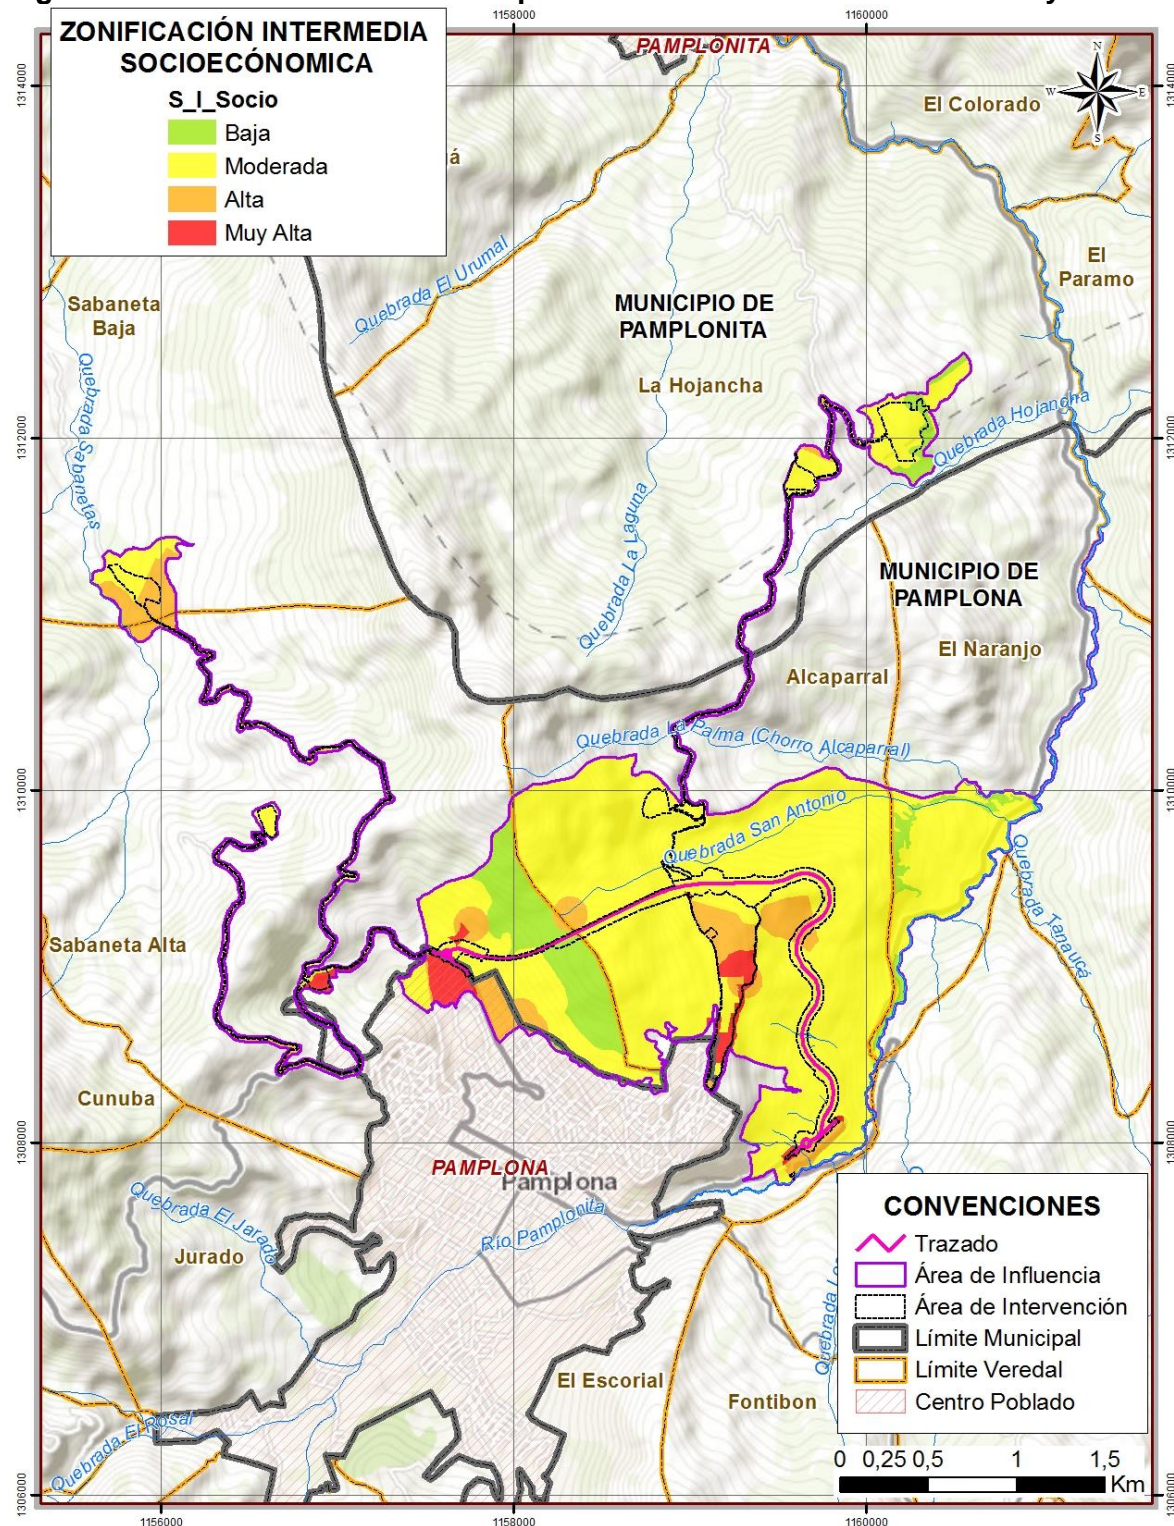 ZONIFICACIÓN INTERMEDIA
SOCIOECÓNOMICA
S_I_Socio
Baja
Moderada
Alta
Muy Alta
1158000
1160000
PAMPLONITA
N
W
E
S
1314000
1314000
El Colorado
El
Paramo
Quebrada El Urumal
MUNICIPIO DE
PAMPLONITA
Sabaneta
Baja
La Hojancha
Quebrada Sabanetas
Quebrada Hojancha
1312000
1312000
Quebrada La Laguna
MUNICIPIO DE
PAMPLONA
El Naranjo
Alcaparral
Quebrada La Palma (Chorro Alcaparral)
1310000
1310000
Quebrada San Antonio
Quebrada Tanaucá
Sabaneta Alta
Cunuba
1308000
1308000
PAMPLONA
Pamplona
Quebrada El Jarado
Río Pamplonita
Jurado
El Escorial
Fontibon
Quebrada El Rosal
CONVENCIONES
Trazado
Área de Influencia
Área de Intervención
Límite Municipal
Límite Veredal
Centro Poblado
0 0,25 0,5 1 1,5
Km
1306000
1306000
1156000
1158000
1160000